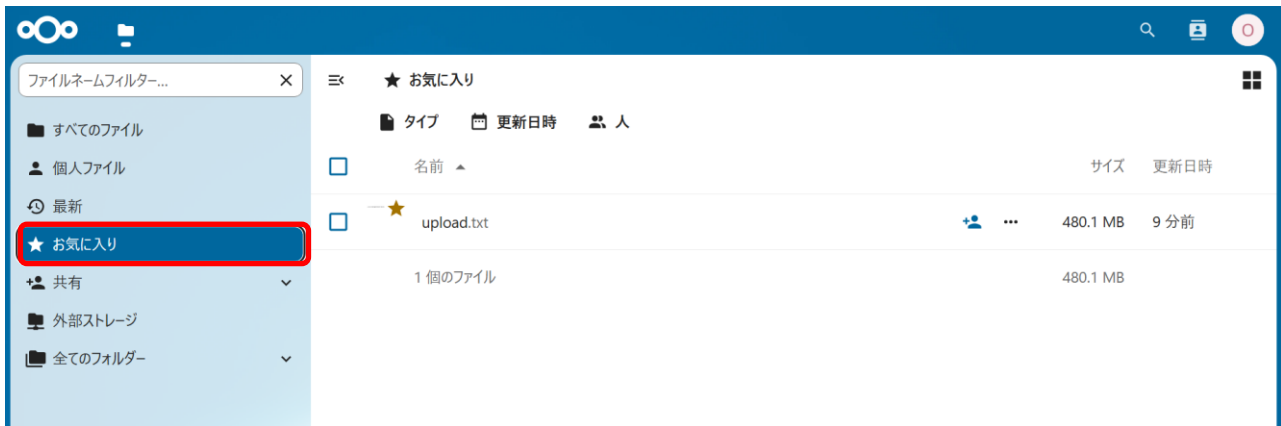 O
ファイルネームフィルター...
すべてのファイル
個人ファイル
最新
お気に入り
共有
外部ストレージ
全てのフォルダー
お気に入り
タイプ 更新日時 人
名前 サイズ 更新日時
upload.txt 480.1 MB 9 分前
1 個のファイル 480.1 MB